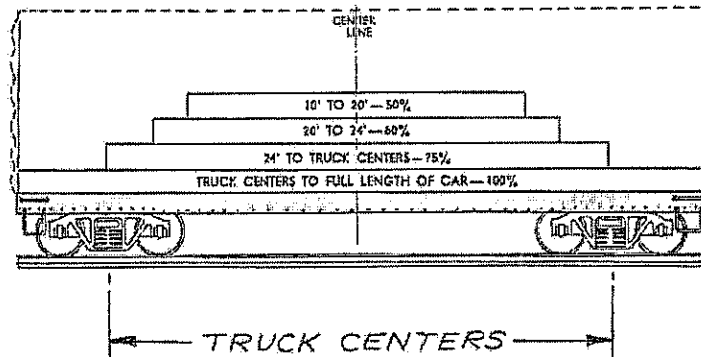 CENTER
LINE
10' TO 20'—50%
20' TO 24'—60%
24' TO TRUCK CENTERS—75%
TRUCK CENTERS TO FULL LENGTH OF CAR—100%
TRUCK CENTERS